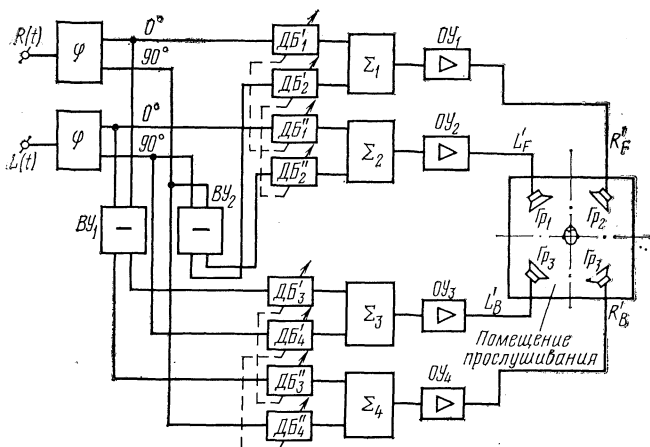 R(t)
φ
0°
90°
ДБ'₁
ДБ'₂
Σ₁
ОУ₁
L(t)
φ
0°
90°
ДБ"₁
ДБ"₂
Σ₂
ОУ₂
L'F
ВУ₁
—
ВУ₂
—
Гр₁
Гр₂
Гр₃
Гр₃
ДБ'₃
ДБ'₄
Σ₃
ОУ₃
L'B
R'B
Помещение
прослушивания
ДБ"₃
ДБ"₄
Σ₄
ОУ₄